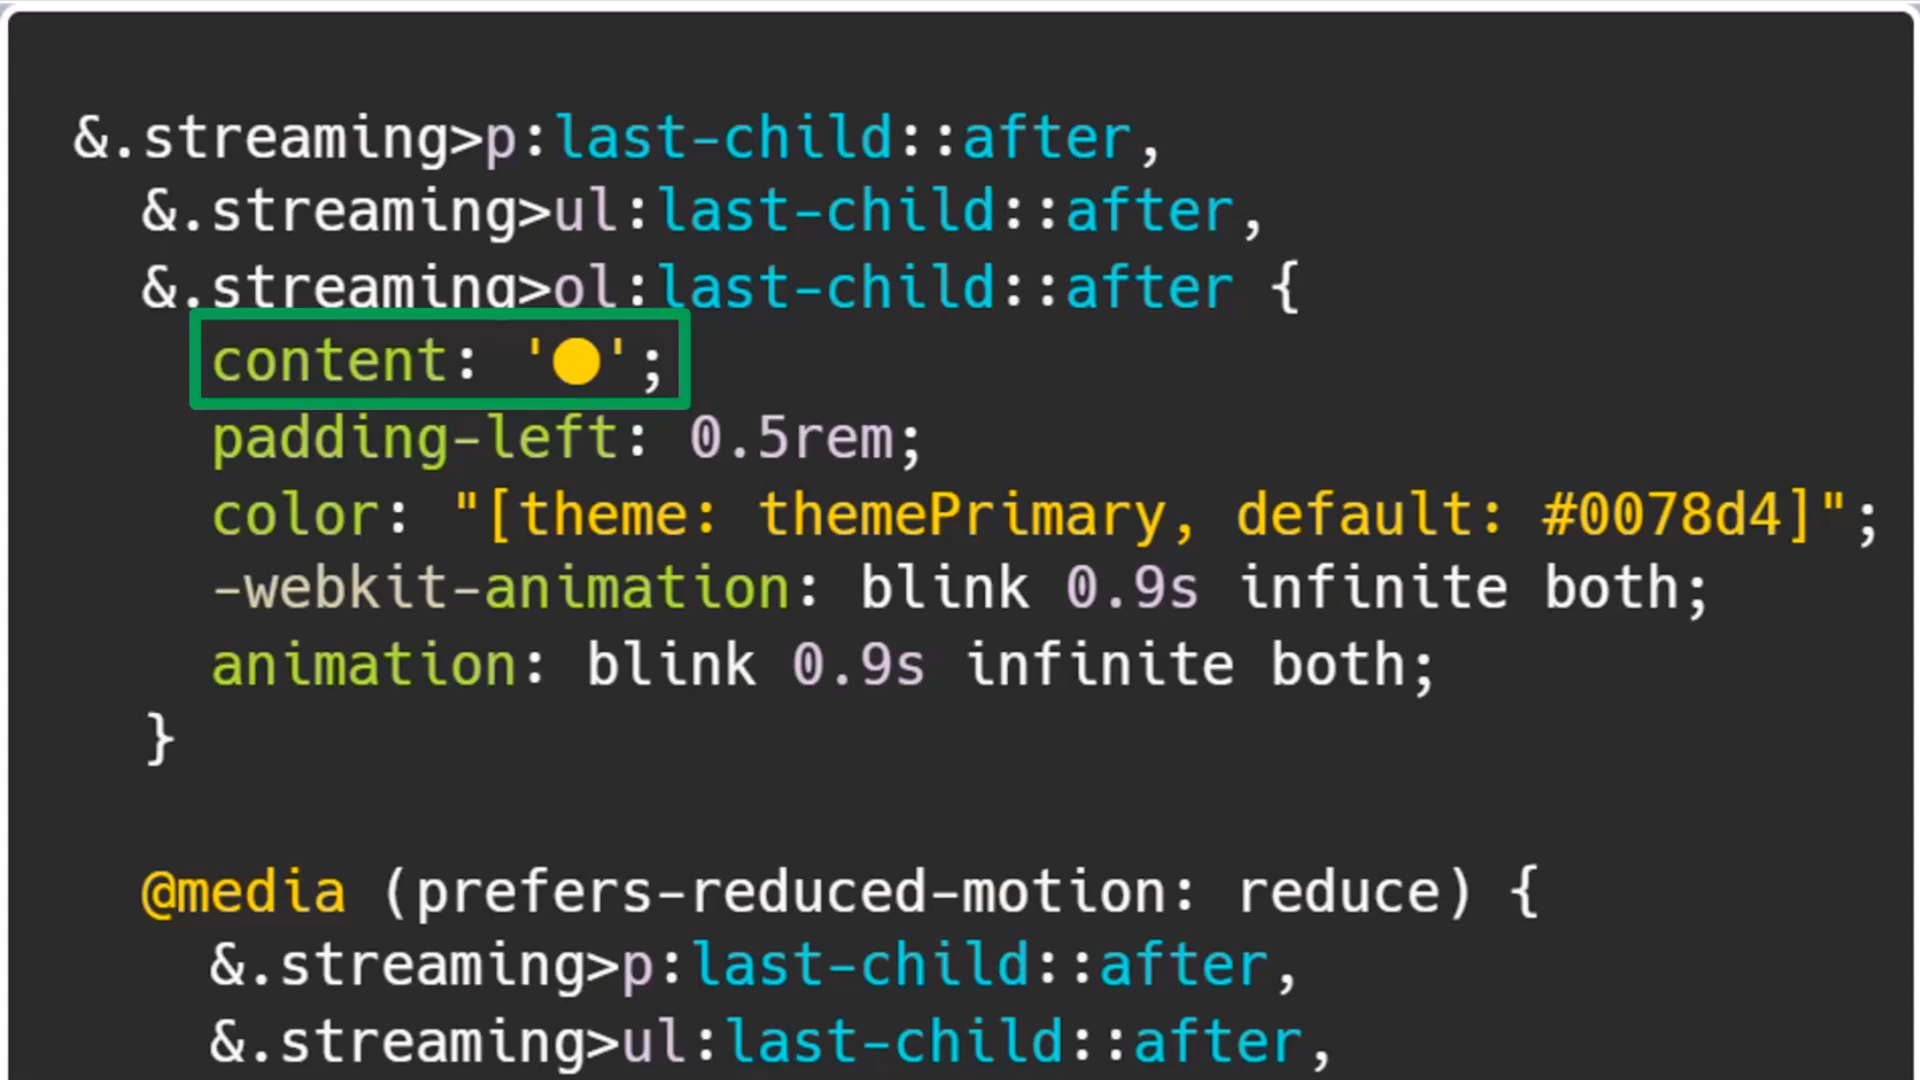 &.streaming>p:last-child::after,
&.streaming>ul:last-child::after,
&.streaming>ol:last-child::after {
content: '●';
padding-left: 0.5rem;
color: "[theme: themePrimary, default: #0078d4]";
-webkit-animation: blink 0.9s infinite both;
animation: blink 0.9s infinite both;
}
@media (prefers-reduced-motion: reduce) {
&.streaming>p:last-child::after,
&.streaming>ul:last-child::after,